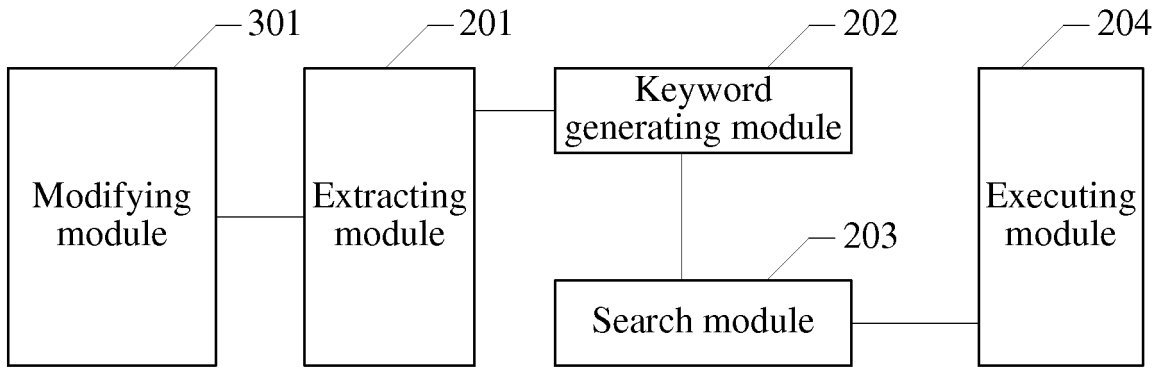 301
201
202
204
Keyword
generating module
Modifying
module
Extracting
module
Executing
module
203
Search module